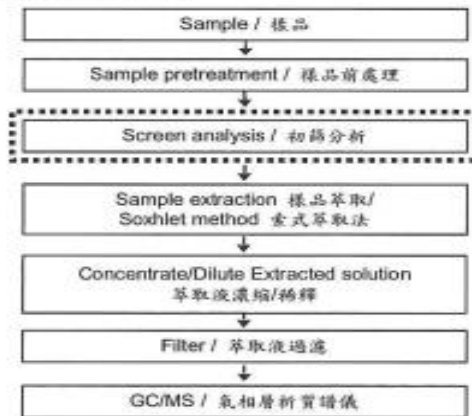 Sample / 樣品
Sample pretreatment / 樣品前處理
Screen analysis / 初篩分析
Sample extraction 樣品萃取/
Soxhlet method 索式萃取法
Concentrate/Dilute Extracted solution
萃取液濃縮/稀釋
Filter / 萃取液過濾
GC/MS / 氣相層析質譜儀